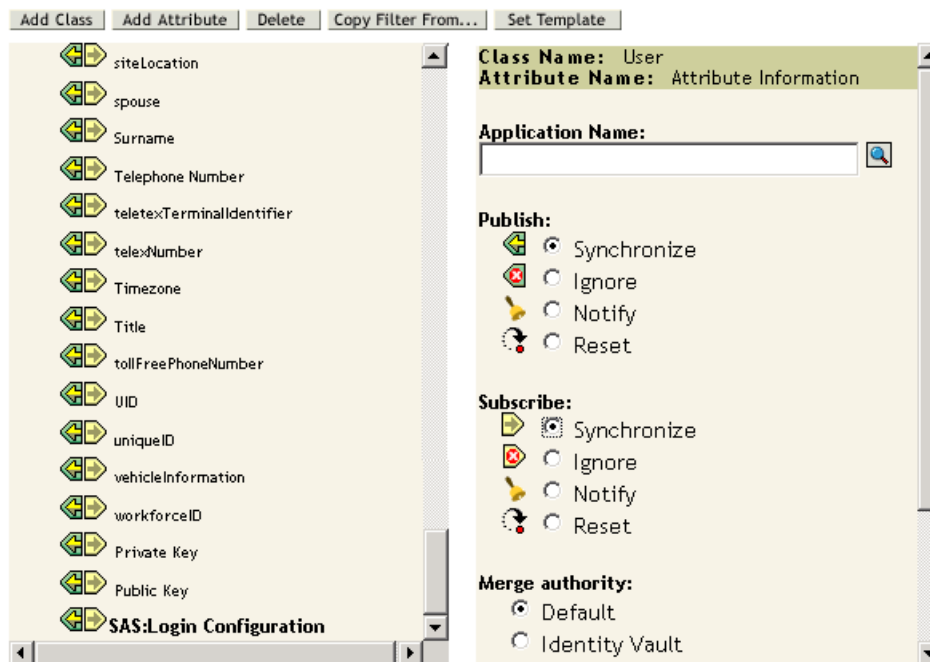 Add Class Add Attribute Delete Copy Filter From... Set Template
siteLocation
spouse
Surname
Telephone Number
teletexTerminalIdentifier
telexNumber
Timezone
Title
tollFreePhoneNumber
UID
uniqueID
vehicleInformation
workforceID
Private Key
Public Key
SAS:Login Configuration
Class Name: User
Attribute Name: Attribute Information
Application Name:
Publish:
Synchronize
Ignore
Notify
Reset
Subscribe:
Synchronize
Ignore
Notify
Reset
Merge authority:
Default
Identity Vault